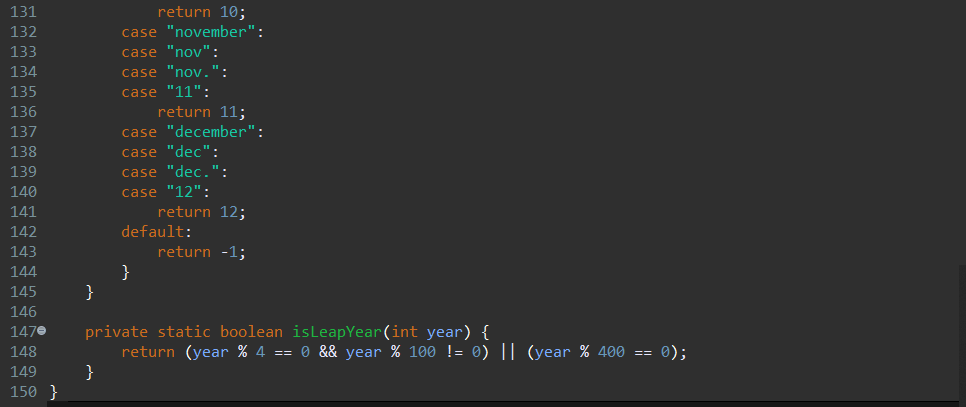 131             return 10;
132         case "november":
133         case "nov":
134         case "nov.":
135         case "11":
136             return 11;
137         case "december":
138         case "dec":
139         case "dec.":
140         case "12":
141             return 12;
142         default:
143             return -1;
144         }
145     }
146
147     private static boolean isLeapYear(int year) {
148         return (year % 4 == 0 && year % 100 != 0) || (year % 400 == 0);
149     }
150 }